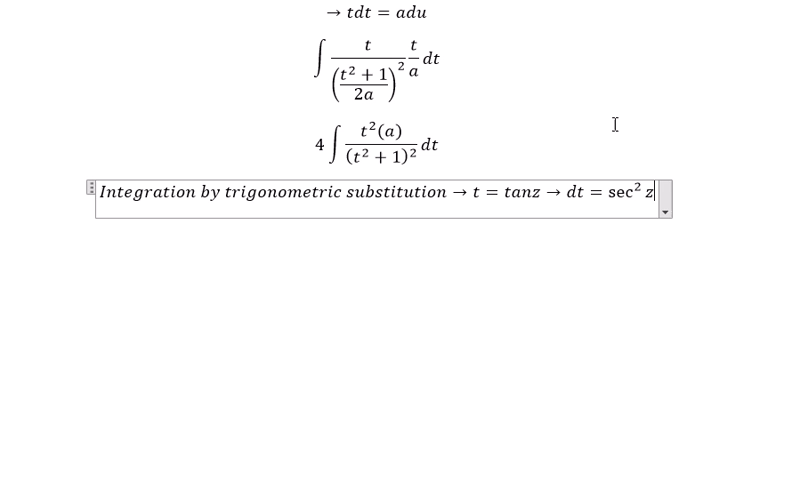 → tdt = adu
∫ t / ((t² + 1) / 2a)² t/a dt
4 ∫ t²(a) / (t² + 1)² dt
Integration by trigonometric substitution → t = tanz → dt = sec² z